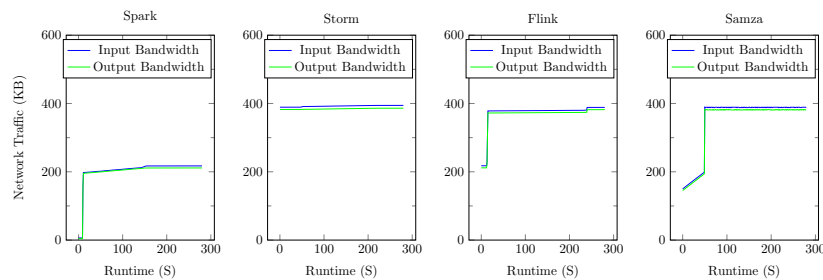 Spark
Storm
Flink
Samza
Network Traffic (KB)
600
400
200
0
Input Bandwidth
Output Bandwidth
0
100
200
300
Runtime (S)
600
400
200
0
Input Bandwidth
Output Bandwidth
0
100
200
300
Runtime (S)
600
400
200
0
Input Bandwidth
Output Bandwidth
0
100
200
300
Runtime (S)
600
400
200
0
Input Bandwidth
Output Bandwidth
0
100
200
300
Runtime (S)